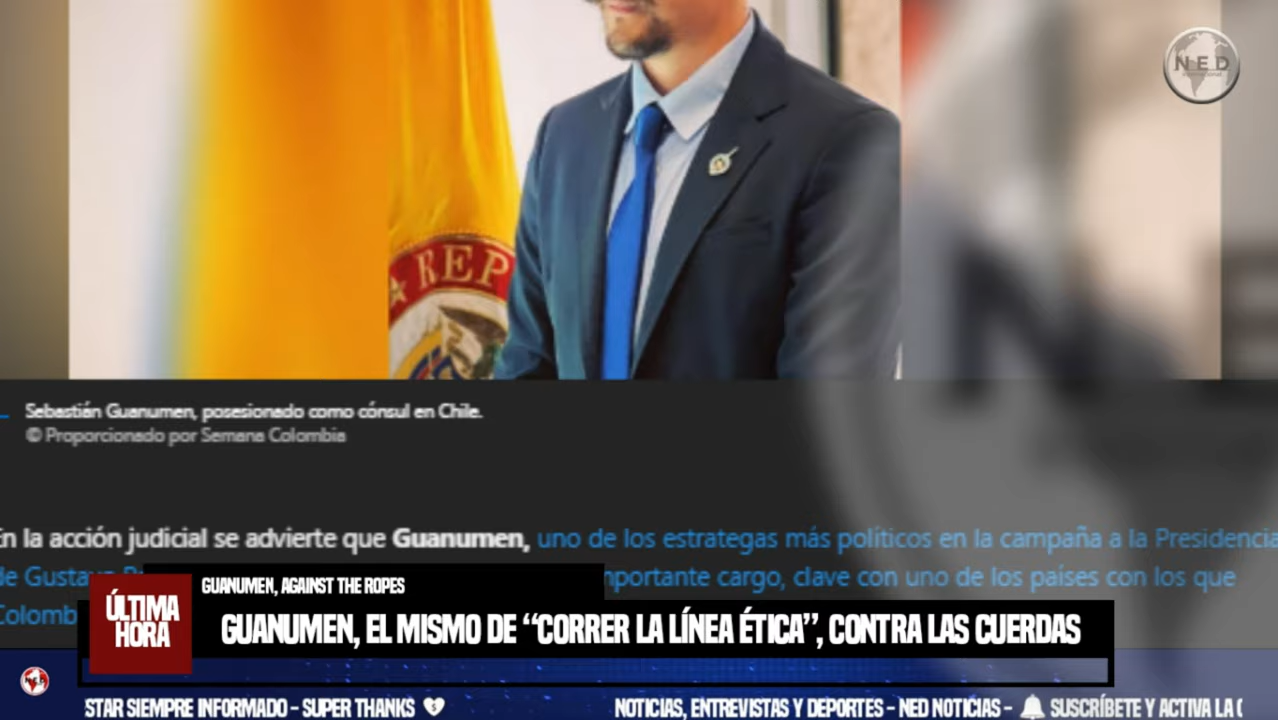 NED
REP
Sebastián Guanumen, posesionado como cónsul en Chile.
© Proporcionado por Semana Colombia
En la acción judicial se advierte que Guanumen, uno de los estrategas más políticos en la campaña a la Presidencia
de Gustavo
mportante cargo, clave con uno de los países con los que
Colomb
GUANUMEN, AGAINST THE ROPES
ÚLTIMA
HORA
GUANUMEN, EL MISMO DE “CORRER LA LÍNEA ÉTICA”, CONTRA LAS CUERDAS
STAR SIEMPRE INFORMADO - SUPER THANKS
NOTICIAS, ENTREVISTAS Y DEPORTES - NED NOTICIAS -
SUSCRÍBETE Y ACTIVA LA